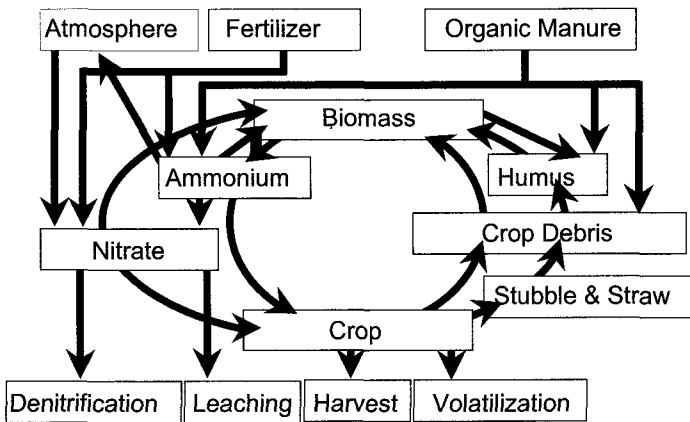 Atmosphere
Fertilizer
Organic Manure
Biomass
Ammonium
Humus
Nitrate
Crop Debris
Stubble & Straw
Crop
Denitrification
Leaching
Harvest
Volatilization